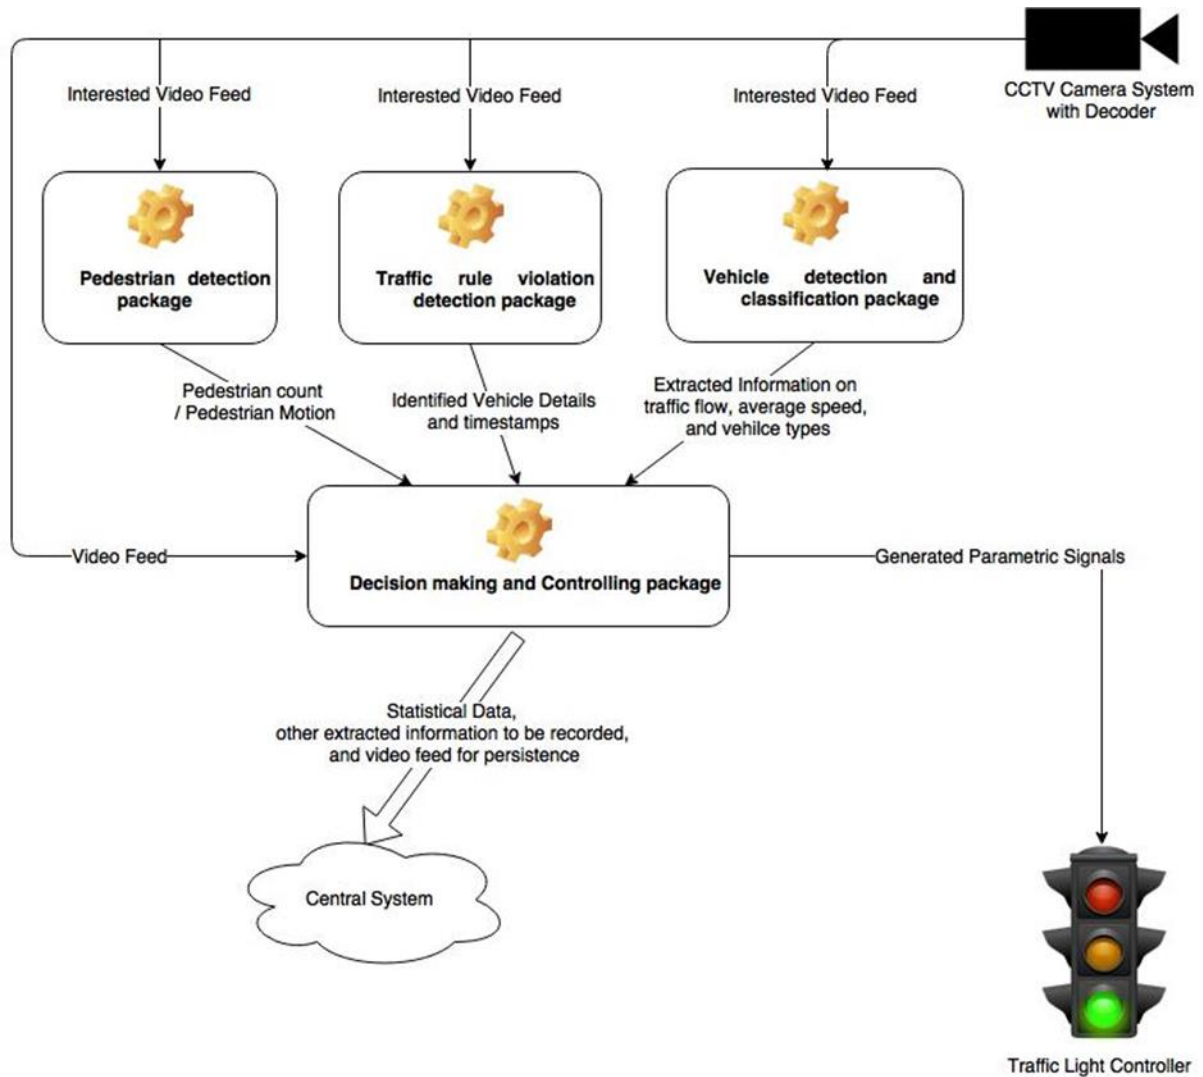 CCTV Camera System
with Decoder
Interested Video Feed
Interested Video Feed
Interested Video Feed
Pedestrian detection
package
Traffic rule violation
detection package
Vehicle detection and
classification package
Pedestrian count
/ Pedestrian Motion
Identified Vehicle Details
and timestamps
Extracted Information on
traffic flow, average speed,
and vehilce types
Video Feed
Decision making and Controlling package
Generated Parametric Signals
Statistical Data,
other extracted information to be recorded,
and video feed for persistence
Central System
Traffic Light Controller